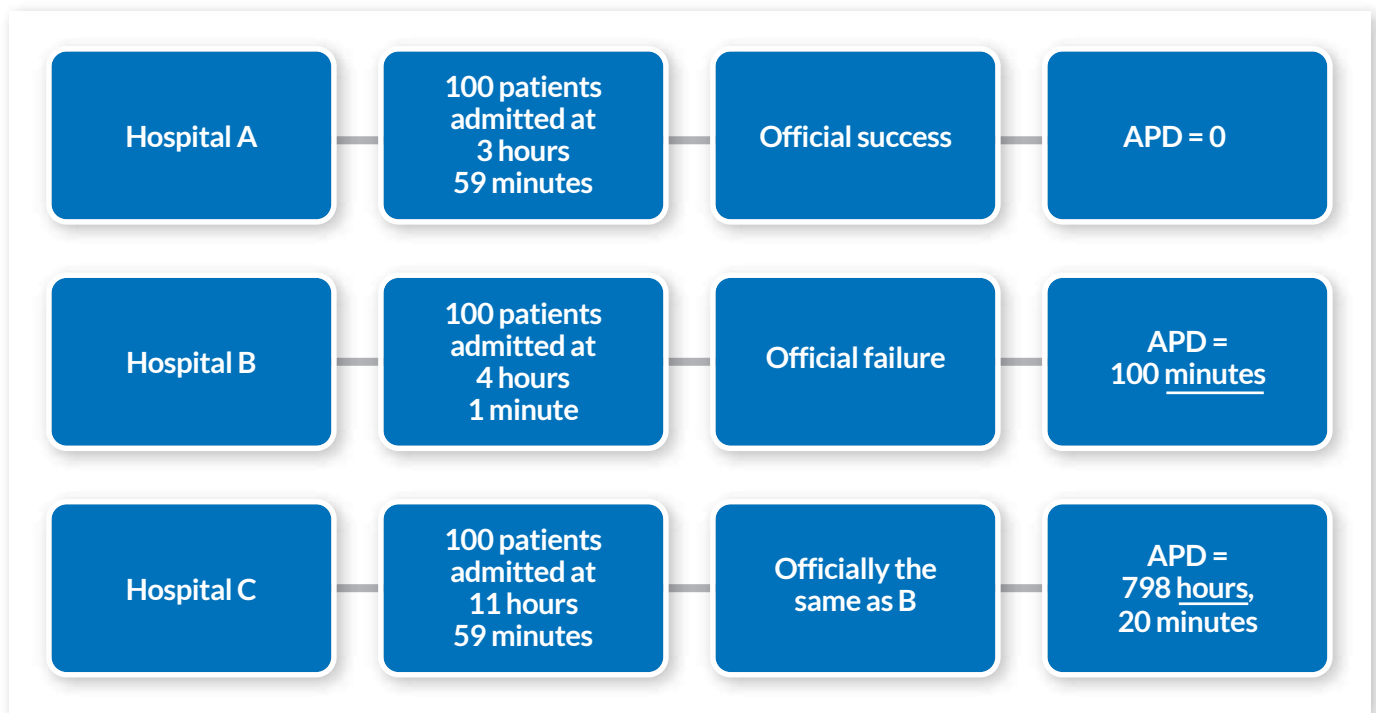 Hospital A
100 patients
admitted at
3 hours
59 minutes
Official success
APD = 0
Hospital B
100 patients
admitted at
4 hours
1 minute
Official failure
APD =
100 minutes
Hospital C
100 patients
admitted at
11 hours
59 minutes
Officially the
same as B
APD =
798 hours,
20 minutes